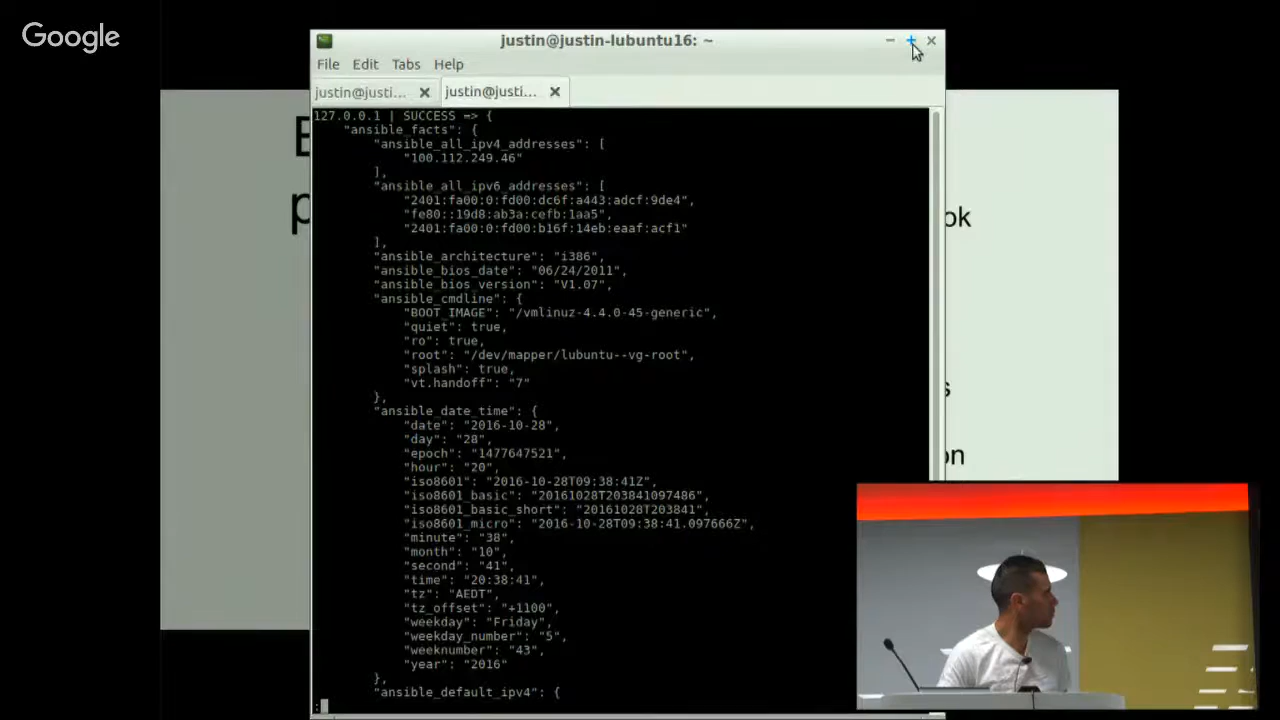 Google
justin@justin-lubuntu16: ~
File Edit Tabs Help
justin@justi... justin@justi...
127.0.0.1 | SUCCESS => {
"ansible_facts": {
"ansible_all_ipv4_addresses": [
"100.112.249.46"
],
"ansible_all_ipv6_addresses": [
"2401:fa00:0:fd00:dc6f:a443:adcf:9de4",
"fe80::19d8:ab3a:cefb:1aa5",
"2401:fa00:0:fd00:b16f:14eb:eaaf:acf1"
],
"ansible_architecture": "i386",
"ansible_bios_date": "06/24/2011",
"ansible_bios_version": "V1.07",
"ansible_cmdline": {
"BOOT_IMAGE": "/vmlinuz-4.4.0-45-generic",
"quiet": true,
"ro": true,
"root": "/dev/mapper/lubuntu--vg-root",
"splash": true,
"vt.handoff": "7"
},
"ansible_date_time": {
"date": "2016-10-28",
"day": "28",
"epoch": "1477647521",
"hour": "20",
"iso8601": "2016-10-28T09:38:41Z",
"iso8601_basic": "20161028T203841097486",
"iso8601_basic_short": "20161028T203841",
"iso8601_micro": "2016-10-28T09:38:41.097666Z",
"minute": "38",
"month": "10",
"second": "41",
"time": "20:38:41",
"tz": "AEDT",
"tz_offset": "+1100",
"weekday": "Friday",
"weekday_number": "5",
"weeknumber": "43",
"year": "2016"
},
"ansible_default_ipv4": {
: